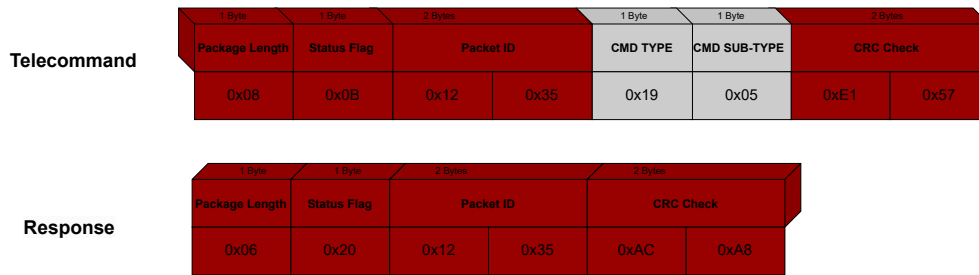 1 Byte 1 Byte 2 Bytes 1 Byte 1 Byte 2 Bytes
Telecommand
Package Length Status Flag Packet ID CMD TYPE CMD SUB-TYPE CRC Check
0x08 0x0B 0x12 0x35 0x19 0x05 0xE1 0x57
1 Byte 1 Byte 2 Bytes 2 Bytes
Response
Package Length Status Flag Packet ID CRC Check
0x06 0x20 0x12 0x35 0xAC 0xA8